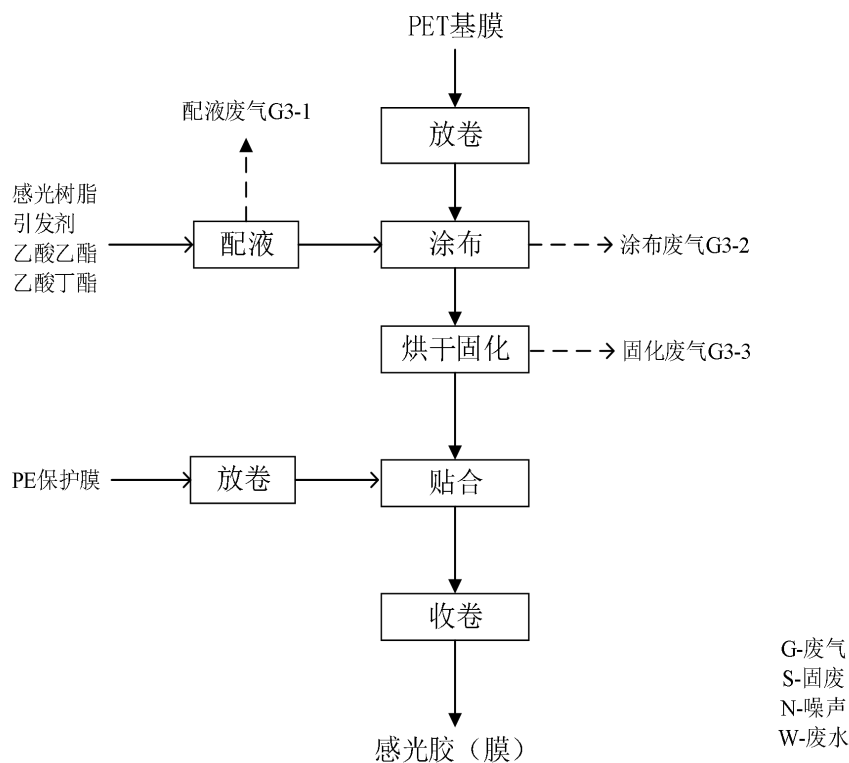 PET基膜
放卷
配液废气G3-1
感光树脂
引发剂
乙酸乙酯
乙酸丁酯
配液
涂布
涂布废气G3-2
烘干固化
固化废气G3-3
PE保护膜
放卷
贴合
收卷
感光胶（膜）
G-废气
S-固废
N-噪声
W-废水